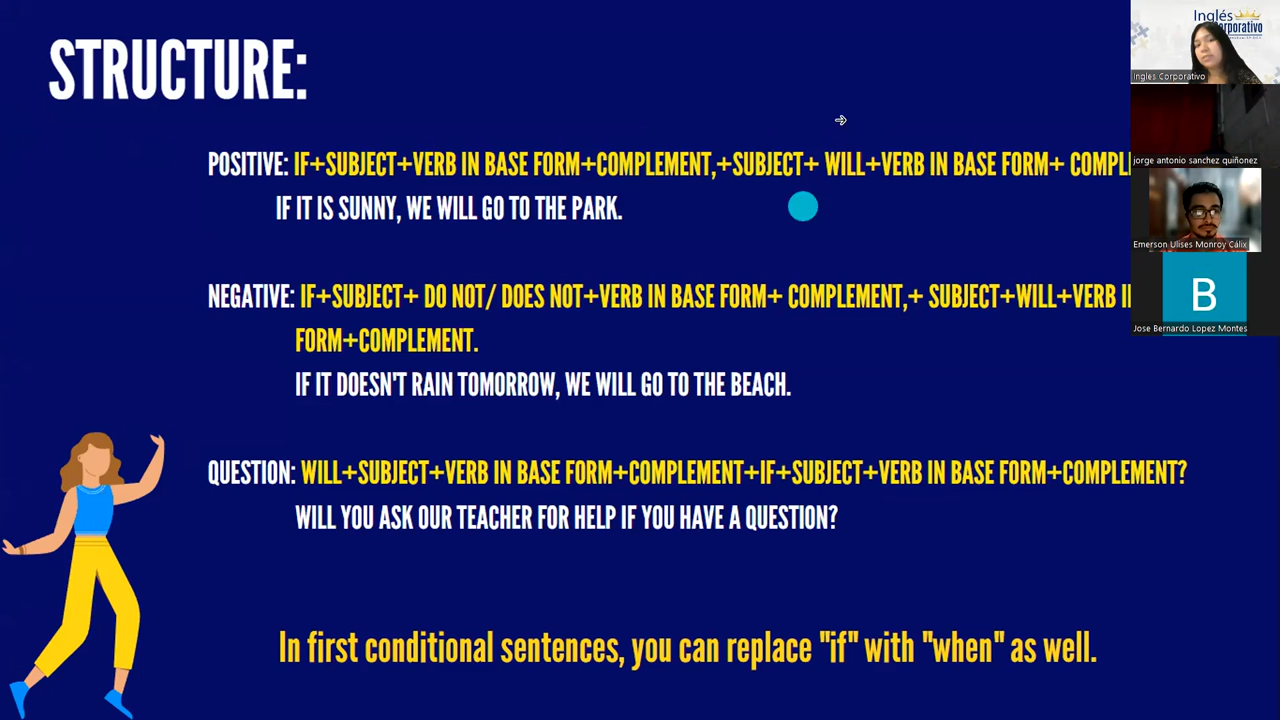 STRUCTURE:
POSITIVE: IF+SUBJECT+VERB IN BASE FORM+COMPLEMENT,+SUBJECT+ WILL+VERB IN BASE FORM+ COMPL
IF IT IS SUNNY, WE WILL GO TO THE PARK.
NEGATIVE: IF+SUBJECT+ DO NOT/ DOES NOT+VERB IN BASE FORM+ COMPLEMENT,+ SUBJECT+WILL+VERB
FORM+COMPLEMENT.
IF IT DOESN'T RAIN TOMORROW, WE WILL GO TO THE BEACH.
QUESTION: WILL+SUBJECT+VERB IN BASE FORM+COMPLEMENT+IF+SUBJECT+VERB IN BASE FORM+COMPLEMENT?
WILL YOU ASK OUR TEACHER FOR HELP IF YOU HAVE A QUESTION?
In first conditional sentences, you can replace "if" with "when" as well.
Inglés
Ingles Corporativo
jorge antonio sanchez quiñonez
Emerson Ulises Monroy Cálix
B
Jose Bernardo Lopez Montes